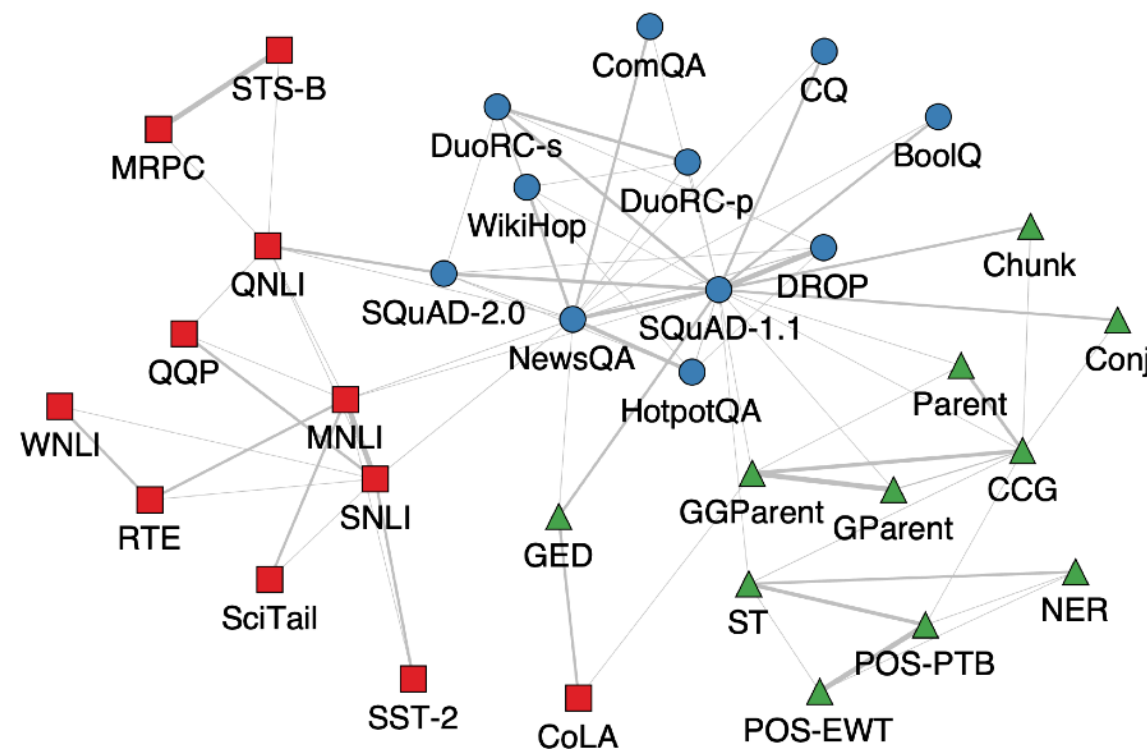 ComQA
STS-B
CQ
DuoRC-s
BoolQ
MRPC
DuoRC-p
WikiHop
Chunk
QNLI
DROP
SQuAD-2.0
SQuAD-1.1
NewsQA
Conj
QQP
HotpotQA
Parent
MNLI
WNLI
CCG
SNLI
GGParent
GParent
RTE
GED
SciTail
ST
NER
POS-PTB
SST-2
CoLA
POS-EWT